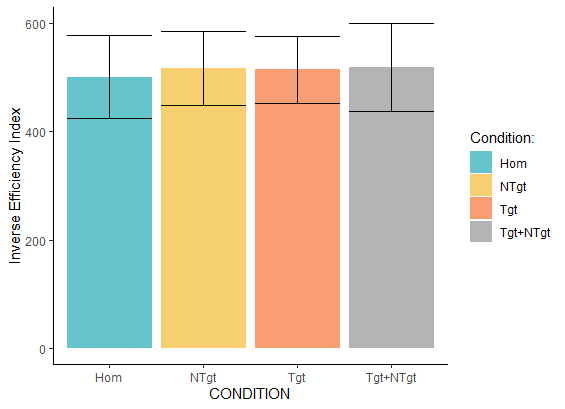 600
400
200
0
Inverse Efficiency Index
Hom NTgt Tgt Tgt+NTgt
CONDITION
Condition:
Hom
NTgt
Tgt
Tgt+NTgt